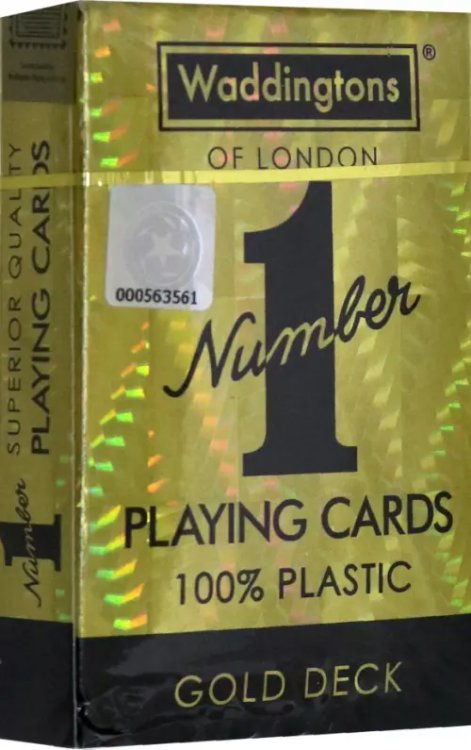 Waddingtons
®
OF LONDON
000563561
Number
1
PLAYING CARDS
100% PLASTIC
GOLD DECK
SUPERIOR QUALITY
PLAYING CARDS
Number
1